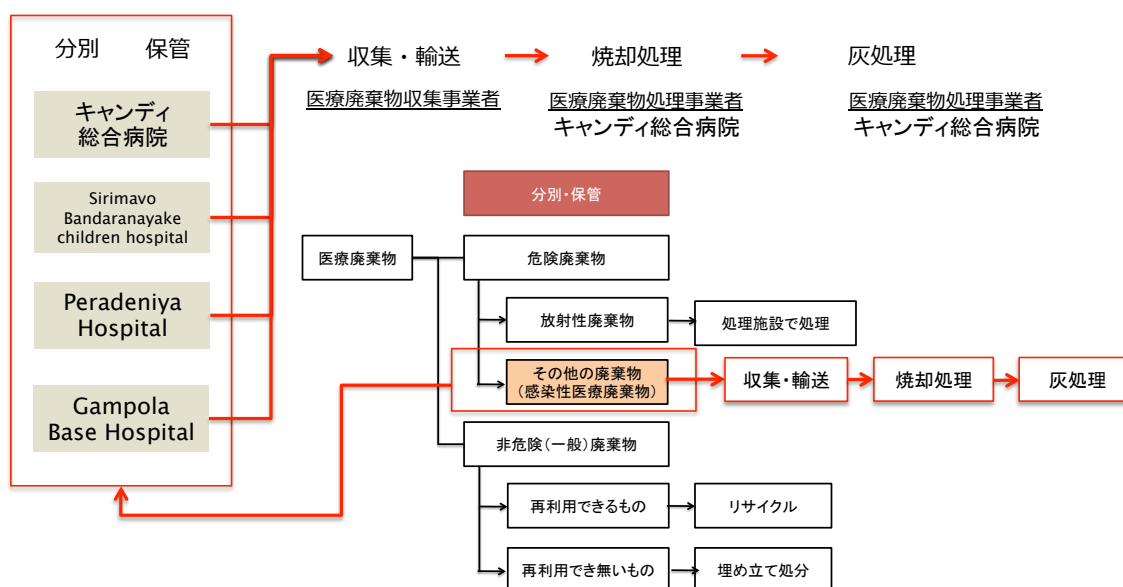 分別 保管
収集・輸送
焼却処理
灰処理
医療廃棄物収集事業者
医療廃棄物処理事業者
キャンディ総合病院
医療廃棄物処理事業者
キャンディ総合病院
キャンディ
総合病院
Sirimavo
Bandaranayake
children hospital
Peradeniya
Hospital
Gampola
Base Hospital
分別・保管
医療廃棄物
危険廃棄物
放射性廃棄物
処理施設で処理
その他の廃棄物
(感染性医療廃棄物)
収集・輸送
焼却処理
灰処理
非危険(一般)廃棄物
再利用できるもの
リサイクル
再利用でき無いもの
埋め立て処分